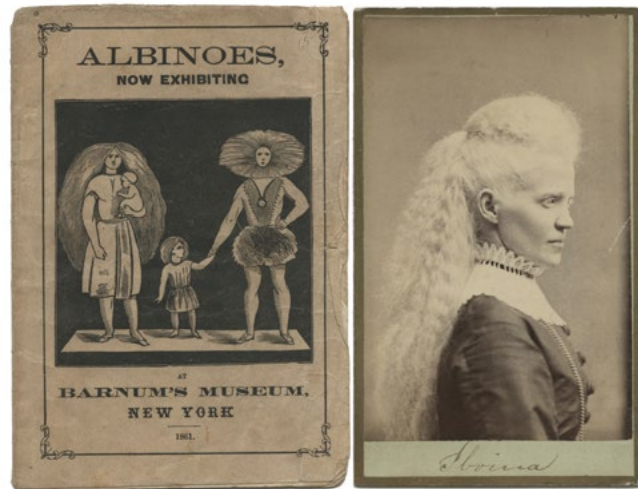 ALBINOES,
NOW EXHIBITING
AT
BARNUM'S MUSEUM,
NEW YORK
1861.